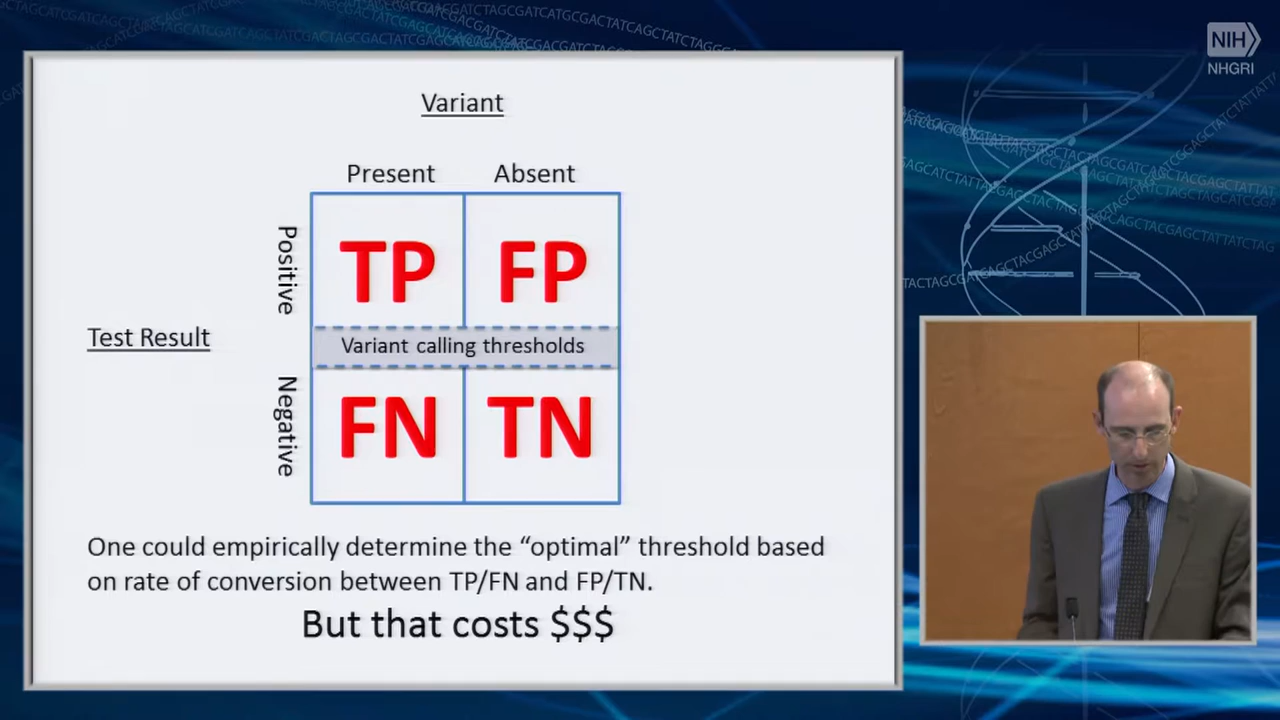 NIH
NHGRI
Variant
Present Absent
Positive
TP FP
Test Result
Variant calling thresholds
Negative
FN TN
One could empirically determine the “optimal” threshold based
on rate of conversion between TP/FN and FP/TN.
But that costs $$$